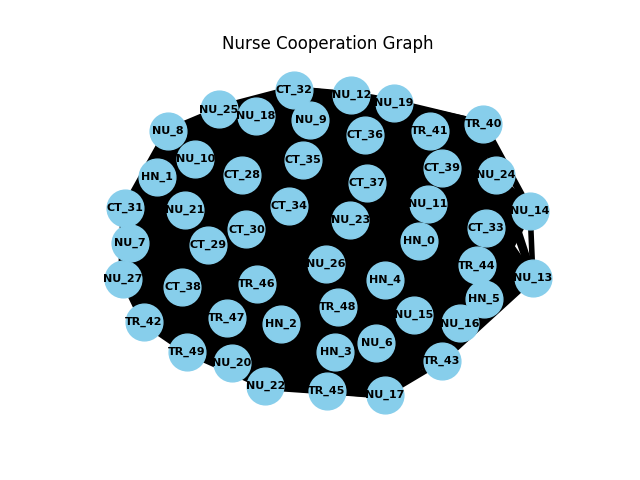 Nurse Cooperation Graph
CT_32
NU_12
NU_19
NU_25
NU_18
NU_9
TR_40
NU_8
CT_36
TR_41
NU_10
CT_35
CT_39
HN_1
CT_28
CT_37
NU_24
CT_31
NU_21
CT_34
NU_11
NU_14
NU_23
CT_30
CT_33
NU_7
CT_29
HN_0
NU_26
TR_44
NU_27
CT_38
TR_46
HN_4
NU_13
HN_5
TR_48
NU_15
TR_42
TR_47
HN_2
NU_16
NU_6
TR_49
HN_3
NU_20
TR_43
NU_22
TR_45
NU_17